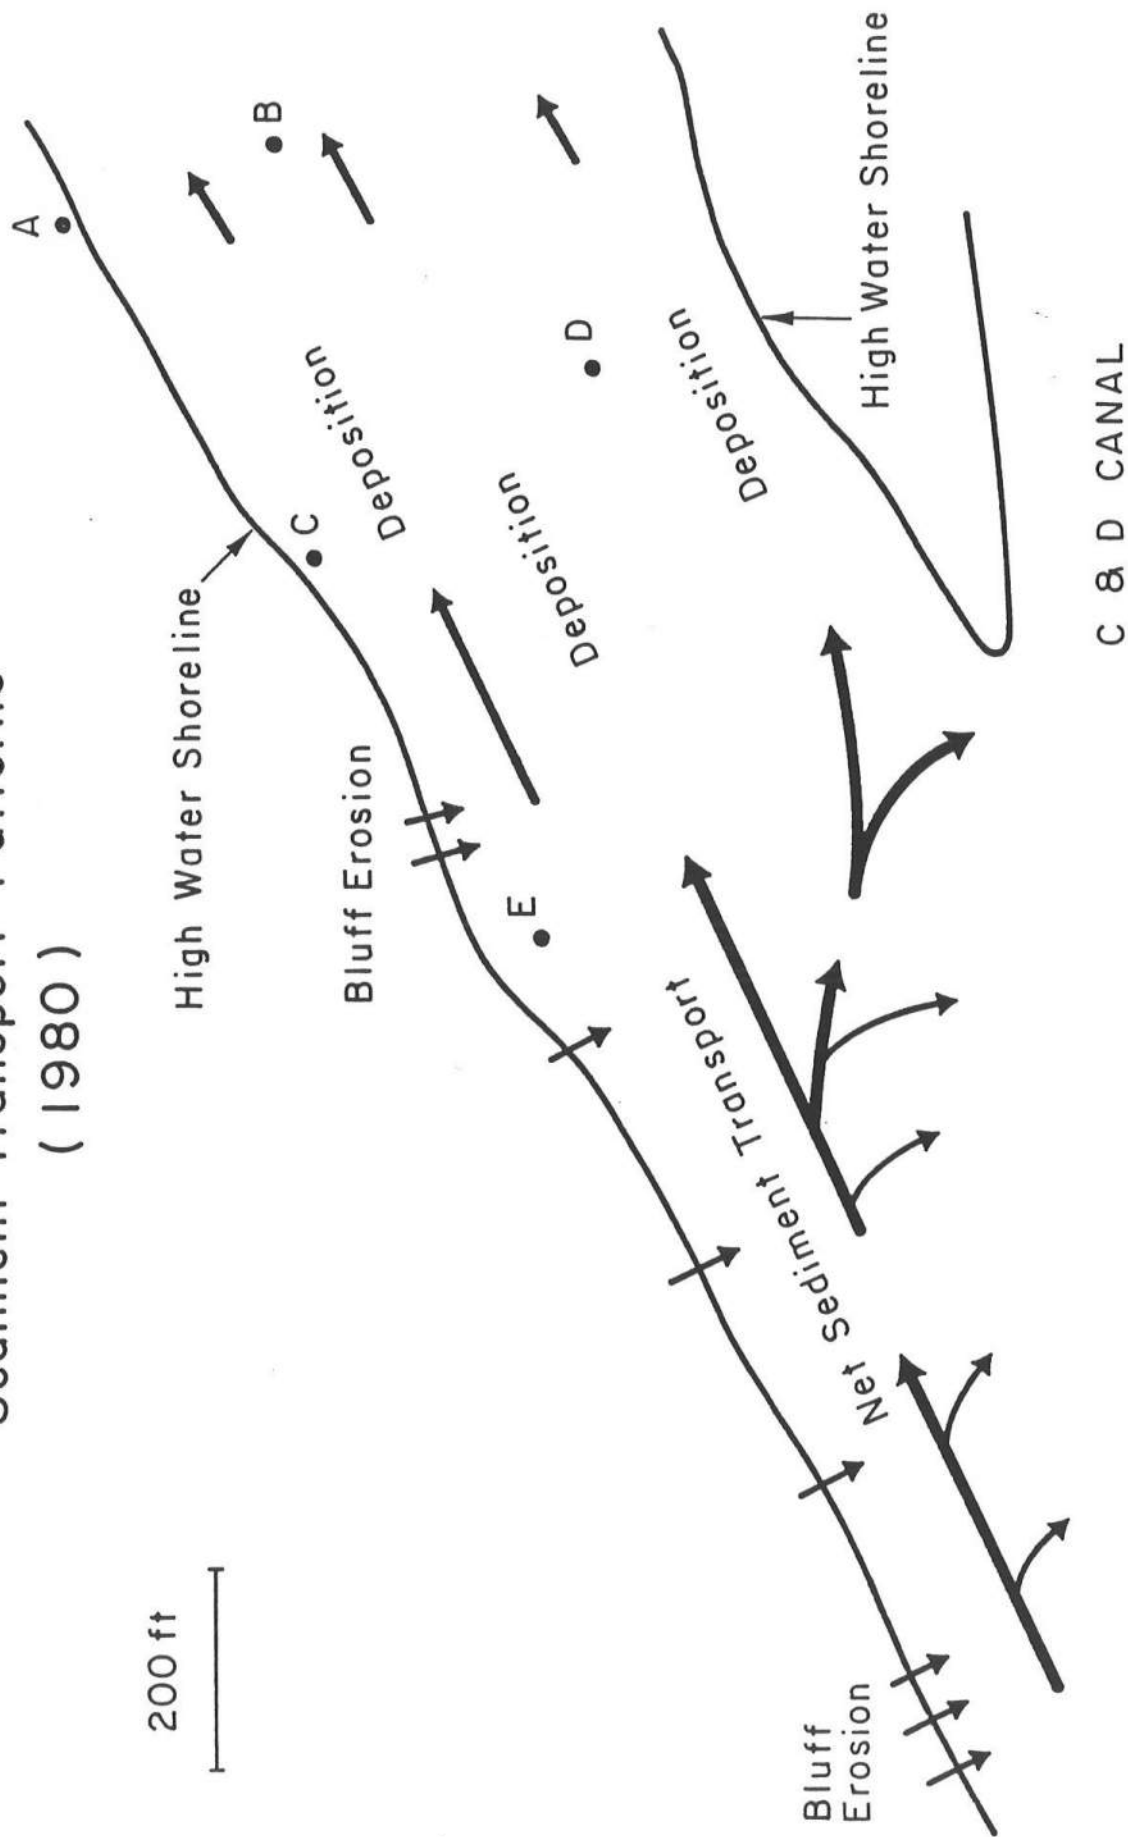 (1980)
200 ft
High Water Shoreline
Bluff Erosion
A
B
C
D
E
Deposition
Deposition
Deposition
Net Sediment Transport
High Water Shoreline
Bluff
Erosion
C & D CANAL